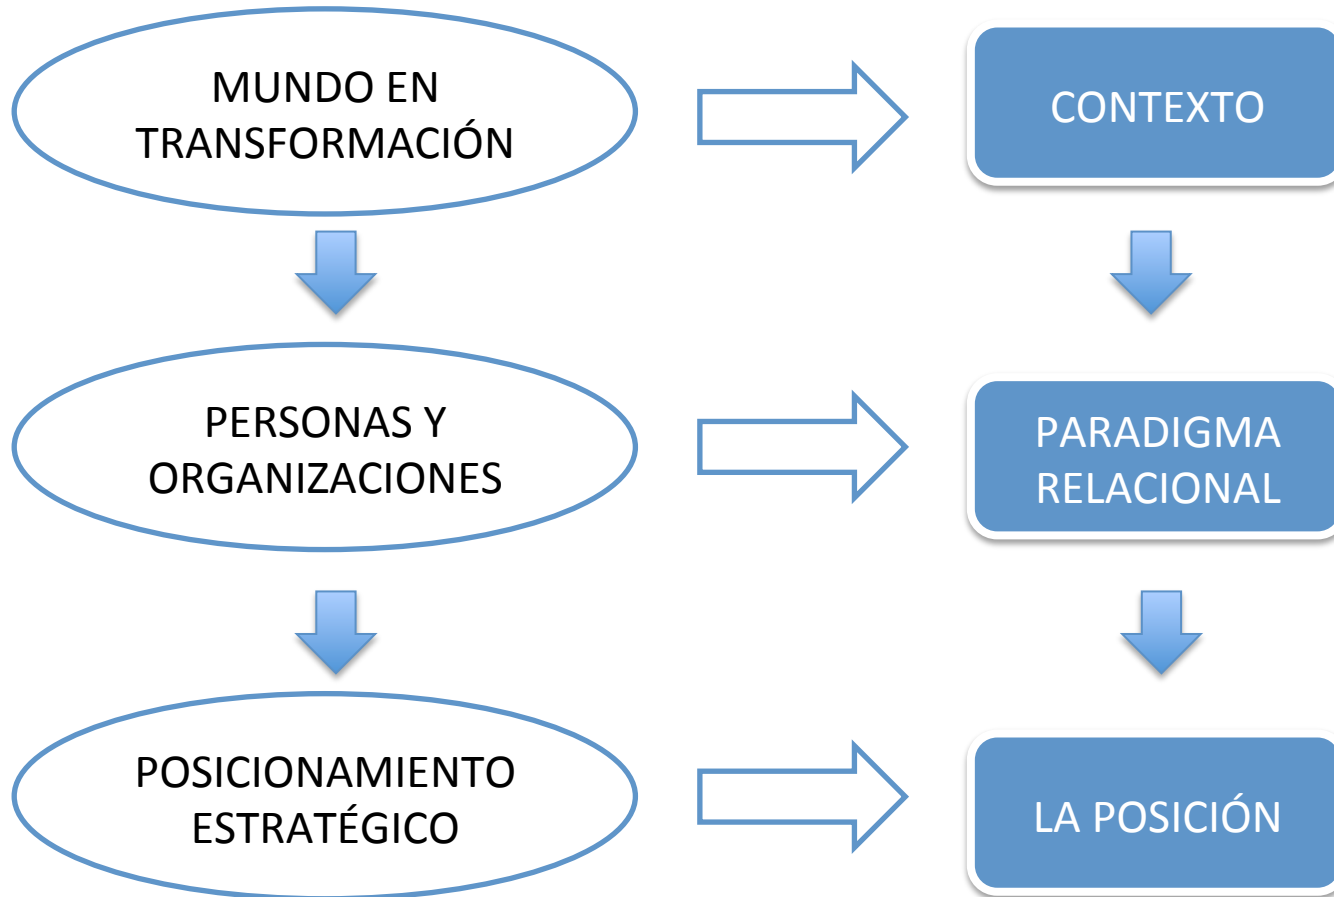 MUNDO EN
TRANSFORMACIÓN
CONTEXTO
PERSONAS Y
ORGANIZACIONES
PARADIGMA
RELACIONAL
POSICIONAMIENTO
ESTRATÉGICO
LA POSICIÓN